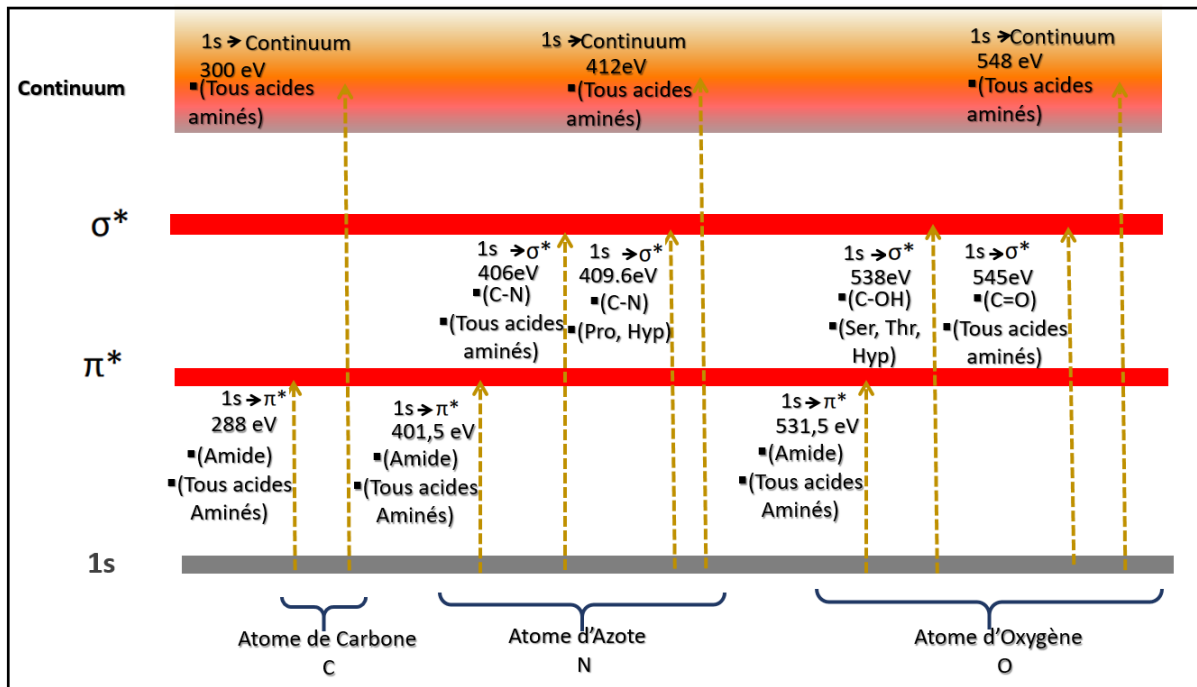 1s → Continuum
300 eV
▪(Tous acides
aminés)
1s →Continuum
412eV
▪(Tous acides
aminés)
1s →Continuum
548 eV
▪(Tous acides
aminés)
Continuum
σ*
1s →σ*
406eV
▪(C-N)
▪(Tous acides
aminés)
1s →σ*
409.6eV
▪(C-N)
▪(Pro, Hyp)
1s →σ*
538eV
▪(C-OH)
▪(Ser, Thr,
Hyp)
1s →σ*
545eV
▪(C=O)
▪(Tous acides
aminés)
π*
1s→π*
288 eV
▪(Amide)
▪(Tous acides
Aminés)
1s→π*
401,5 eV
▪(Amide)
▪(Tous acides
Aminés)
1s→π*
531,5 eV
▪(Amide)
▪(Tous acides
Aminés)
1s
Atome de Carbone
C
Atome d'Azote
N
Atome d'Oxygène
O